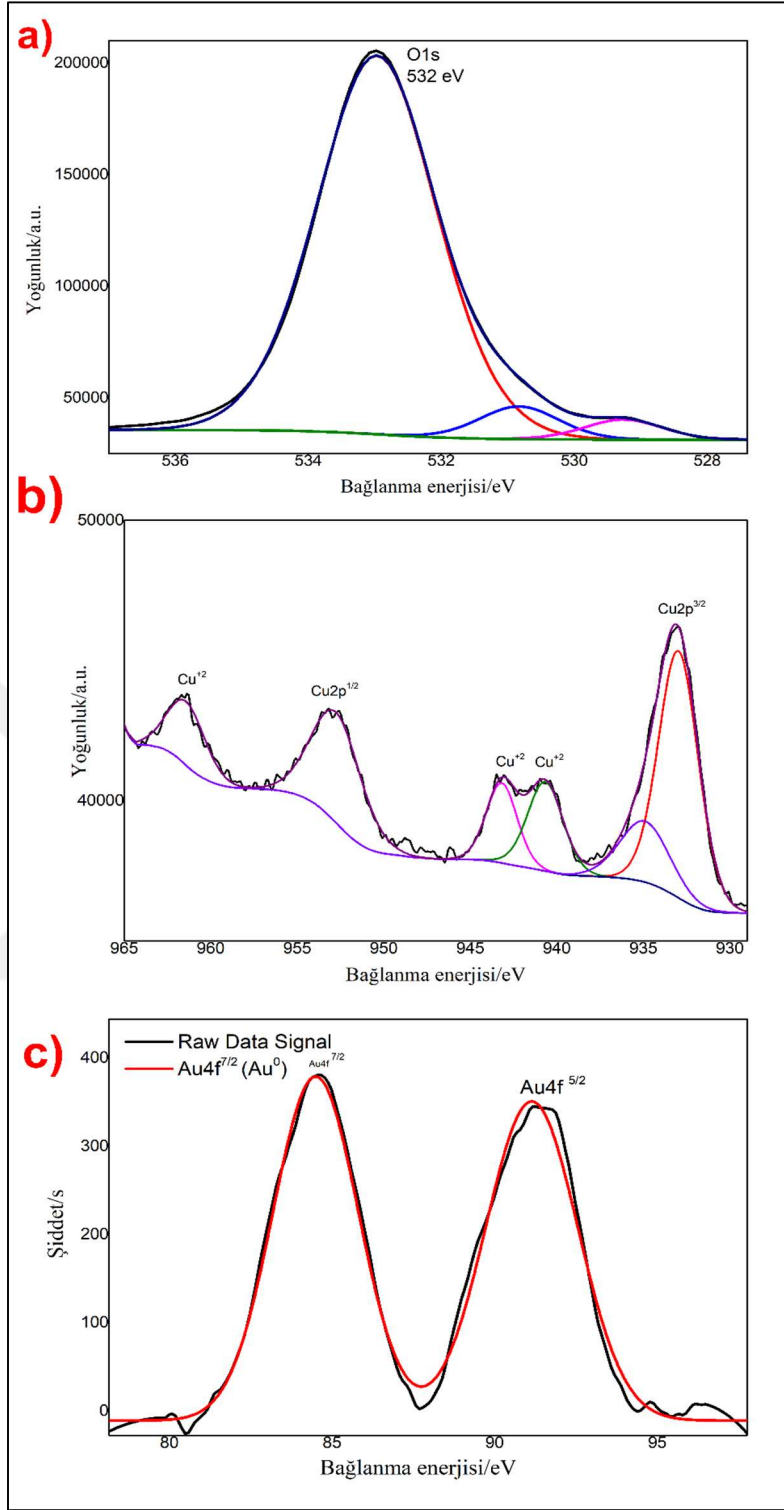 a)
O1s
532 eV
200000
150000
100000
50000
Yoğunluk/a.u.
536
534
532
530
528
Bağlanma enerjisi/eV
b)
50000
40000
Yoğunluk/a.u.
Cu+2
Cu2p1/2
Cu+2
Cu+2
Cu2p3/2
965
960
955
950
945
940
935
930
Bağlanma enerjisi/eV
c)
Raw Data Signal
Au4f7/2 (Au0)
Au4f7/2
Au4f 5/2
400
300
200
100
0
Şiddet/s
80
85
90
95
Bağlanma enerjisi/eV